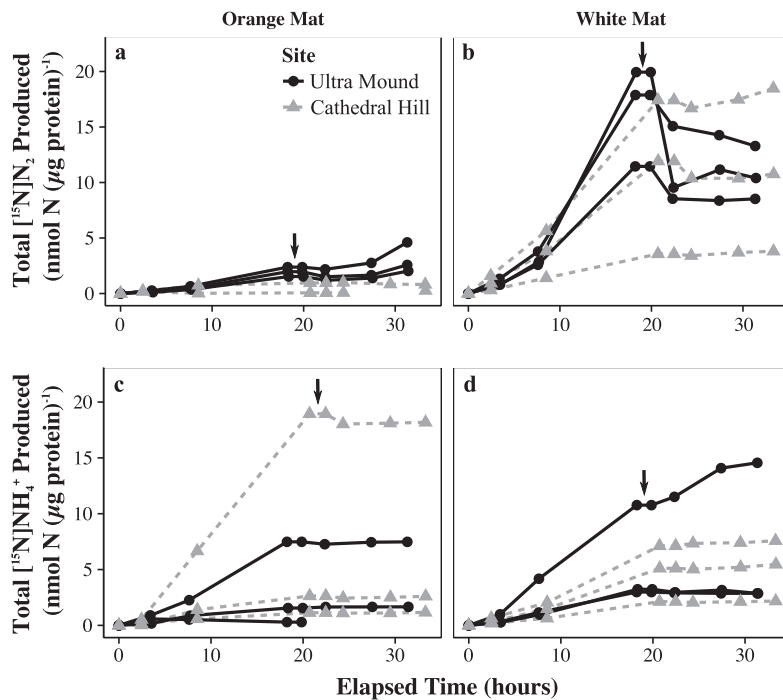 Orange Mat
White Mat
a
b
Site
Ultra Mound
Cathedral Hill
Total [¹⁵N]N₂ Produced
(nmol N (µg protein)⁻¹)
20
15
10
5
0
0
10
20
30
0
10
20
30
c
d
Total [¹⁵N]NH₄⁺ Produced
(nmol N (µg protein)⁻¹)
20
15
10
5
0
0
10
20
30
0
10
20
30
Elapsed Time (hours)